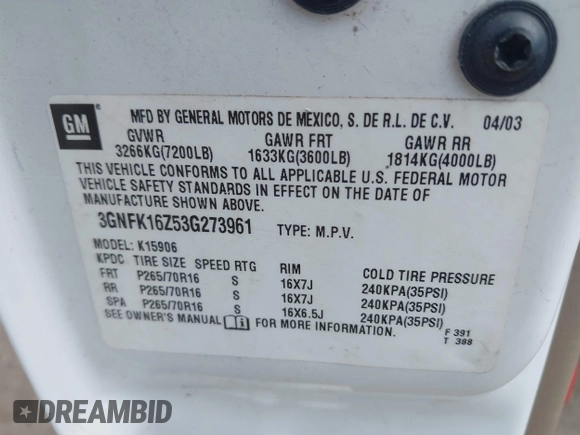 GM
MFD BY GENERAL MOTORS DE MÉXICO, S. DE R.L. DE C.V. 04/03
GVWR GAWR FRT GAWR RR
3266KG(7200LB) 1633KG(3600LB) 1814KG(4000LB)
THIS VEHICLE CONFORMS TO ALL APPLICABLE U.S. FEDERAL MOTOR
VEHICLE SAFETY STANDARDS IN EFFECT ON THE DATE OF
MANUFACTURE SHOWN ABOVE.
3GNFK16Z53G273961 TYPE: M.P.V.
MODEL: K15906
KPDC TIRE SIZE SPEED RTG RIM COLD TIRE PRESSURE
FRT P265/70R16 S 16X7J 240KPA(35PSI)
RR P265/70R16 S 16X7J 240KPA(35PSI)
SPA P265/70R16 S 16X6.5J 240KPA(35PSI)
SEE OWNER'S MANUAL FOR MORE INFORMATION.
F 391
T 388
DREAMBID